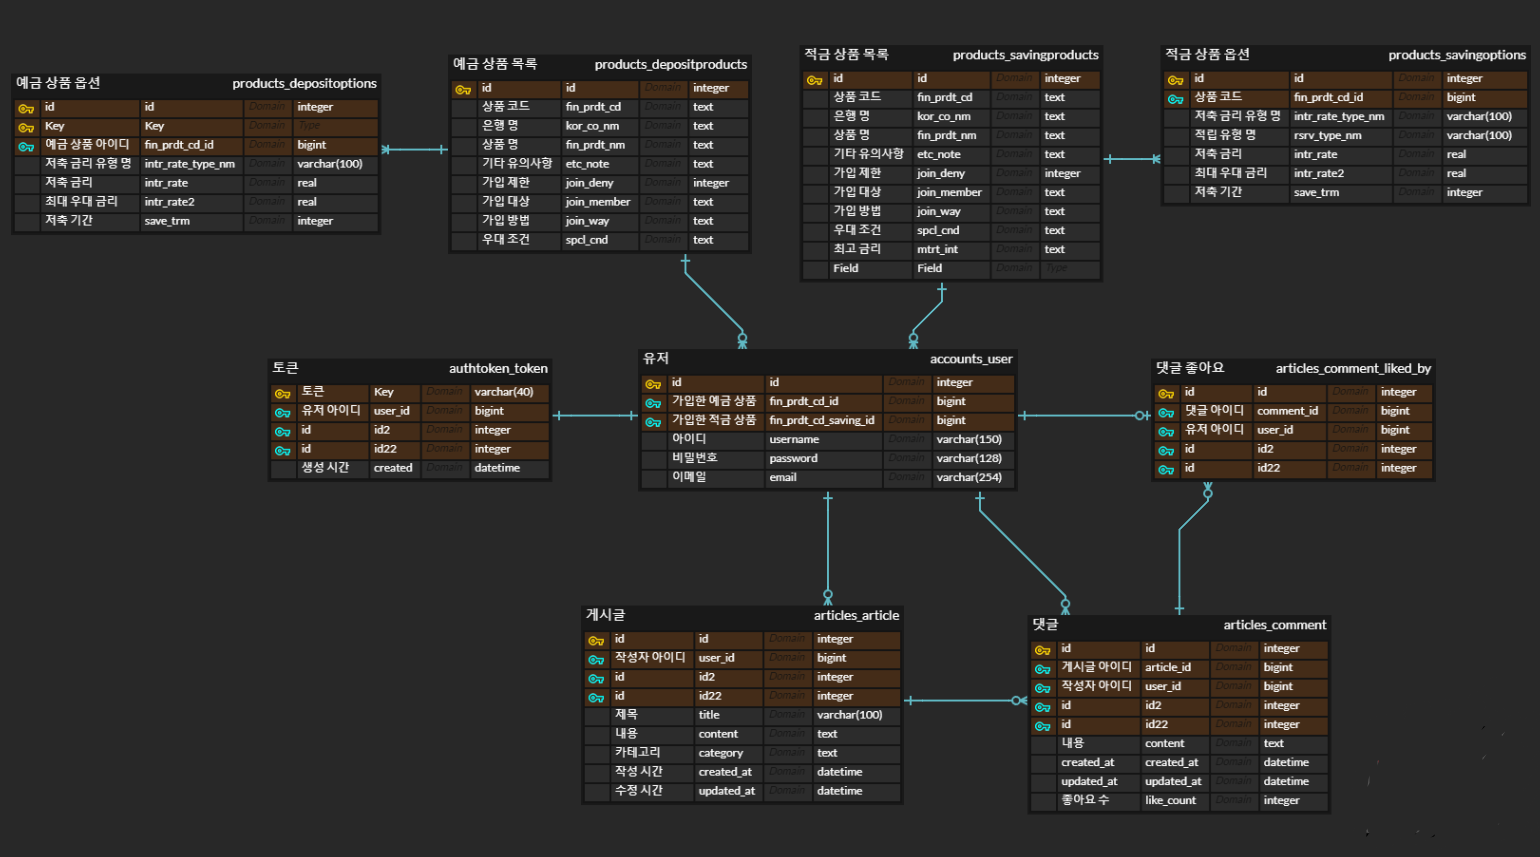 예금 상품 옵션 products_depositoptions
id id Domain integer
Key Key Domain Type
예금 상품 아이디 fin_prdt_cd_id Domain bigint
저축 금리 유형 명 intr_rate_type_nm Domain varchar(100)
저축 금리 intr_rate Domain real
최대 우대 금리 intr_rate2 Domain real
저축 기간 save_trm Domain integer
예금 상품 목록 products_depositproducts
id id Domain integer
상품 코드 fin_prdt_cd Domain text
은행 명 kor_co_nm Domain text
상품 명 fin_prdt_nm Domain text
기타 유의사항 etc_note Domain text
가입 제한 join_deny Domain integer
가입 대상 join_member Domain text
가입 방법 join_way Domain text
우대 조건 spcl_cnd Domain text
적금 상품 목록 products_savingproducts
id id Domain integer
상품 코드 fin_prdt_cd Domain text
은행 명 kor_co_nm Domain text
상품 명 fin_prdt_nm Domain text
기타 유의사항 etc_note Domain text
가입 제한 join_deny Domain integer
가입 대상 join_member Domain text
가입 방법 join_way Domain text
우대 조건 spcl_cnd Domain text
최고 금리 mtrt_int Domain text
Field Field Domain Type
적금 상품 옵션 products_savingoptions
id id Domain integer
상품 코드 fin_prdt_cd_id Domain bigint
저축 금리 유형 명 intr_rate_type_nm Domain varchar(100)
적립 유형 명 rsrv_type_nm Domain varchar(100)
저축 금리 intr_rate Domain real
최대 우대 금리 intr_rate2 Domain real
저축 기간 save_trm Domain integer
토큰 authtoken_token
토큰 Key Domain varchar(40)
유저 아이디 user_id Domain bigint
id id2 Domain integer
id id22 Domain integer
생성 시간 created Domain datetime
유저 accounts_user
id id Domain integer
가입한 예금 상품 fin_prdt_cd_id Domain bigint
가입한 적금 상품 fin_prdt_cd_saving_id Domain bigint
아이디 username Domain varchar(150)
비밀번호 password Domain varchar(128)
이메일 email Domain varchar(254)
댓글 좋아요 articles_comment_liked_by
id id Domain integer
댓글 아이디 comment_id Domain bigint
유저 아이디 user_id Domain bigint
id id2 Domain integer
id id22 Domain integer
게시글 articles_article
id id Domain integer
작성자 아이디 user_id Domain bigint
id id2 Domain integer
id id22 Domain integer
제목 title Domain varchar(100)
내용 content Domain text
카테고리 category Domain text
작성 시간 created_at Domain datetime
수정 시간 updated_at Domain datetime
댓글 articles_comment
id id Domain integer
게시글 아이디 article_id Domain bigint
작성자 아이디 user_id Domain bigint
id id2 Domain integer
id id22 Domain integer
내용 content Domain text
created_at created_at Domain datetime
updated_at updated_at Domain datetime
좋아요 수 like_count Domain integer